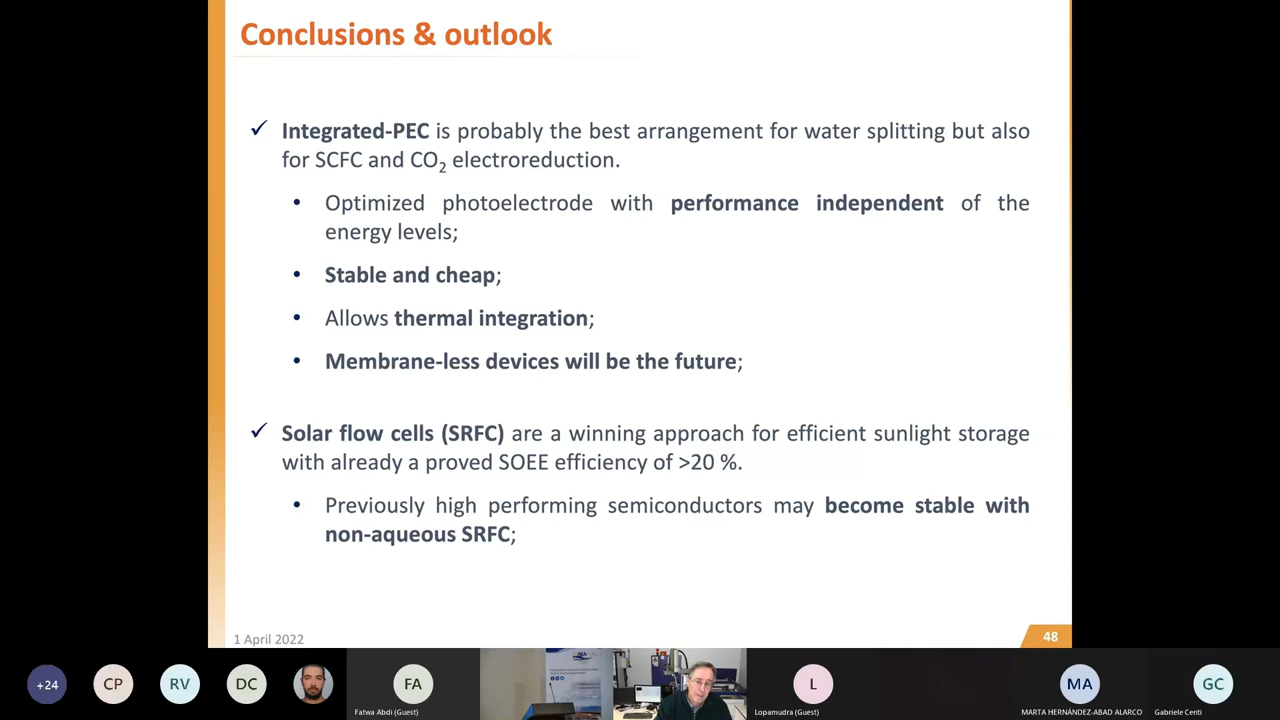 Conclusions & outlook
✓ Integrated-PEC is probably the best arrangement for water splitting but also
for SCFC and CO₂ electroreduction.
• Optimized photoelectrode with performance independent of the
energy levels;
• Stable and cheap;
• Allows thermal integration;
• Membrane-less devices will be the future;
✓ Solar flow cells (SRFC) are a winning approach for efficient sunlight storage
with already a proved SOEE efficiency of >20 %.
• Previously high performing semiconductors may become stable with
non-aqueous SRFC;
1 April 2022
48
+24
CP
RV
DC
FA
Fatwa Abdi (Guest)
SEA
L
Lopamudra (Guest)
MA
MARTA HERNÁNDEZ-ABAD ALARCO
GC
Gabriele Centi